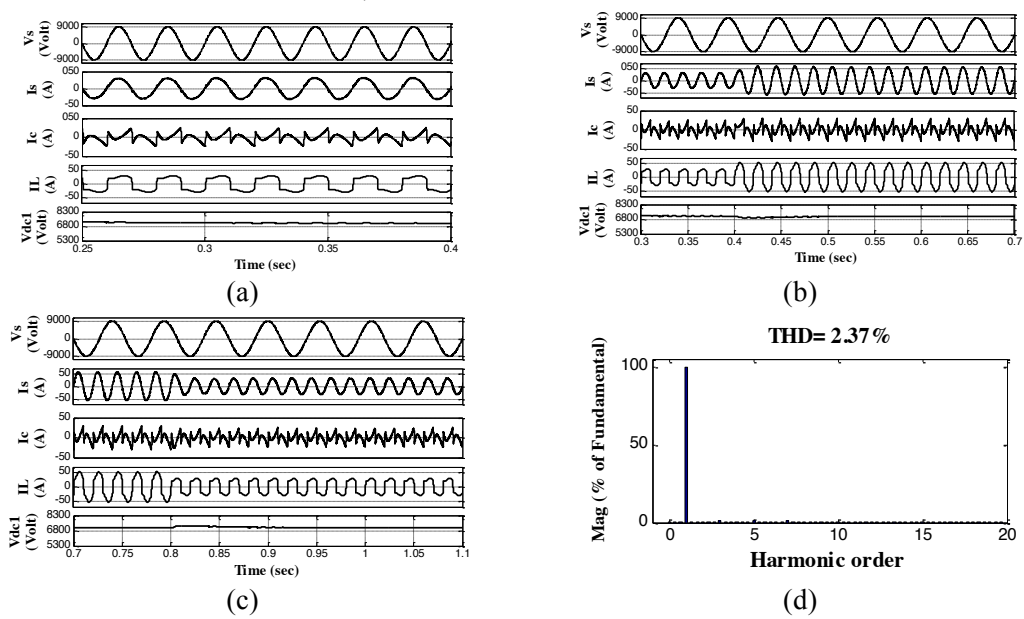 Vs
(Volt)
9000
0
-9000
Is
(A)
050
0
-50
Ic
(A)
050
0
-50
IL
(A)
50
0
-50
Vdc1
(Volt)
8300
6800
5300
0.25 0.3 0.35 0.4
Time (sec)
(a)
Vs
(Volt)
9000
0
-9000
Is
(A)
050
0
-50
Ic
(A)
50
0
-50
IL
(A)
50
0
-50
Vdc1
(Volt)
8300
6800
5300
0.3 0.35 0.4 0.45 0.5 0.55 0.6 0.65 0.7
Time (sec)
(b)
Vs
(Volt)
9000
0
-9000
Is
(A)
50
0
-50
Ic
(A)
50
0
-50
IL
(A)
50
0
-50
Vdc1
(Volt)
8300
6800
5300
0.7 0.75 0.8 0.85 0.9 0.95 1 1.05 1.1
Time (sec)
(c)
THD= 2.37%
Mag (% of Fundamental)
100
50
0
0 5 10 15 20
Harmonic order
(d)